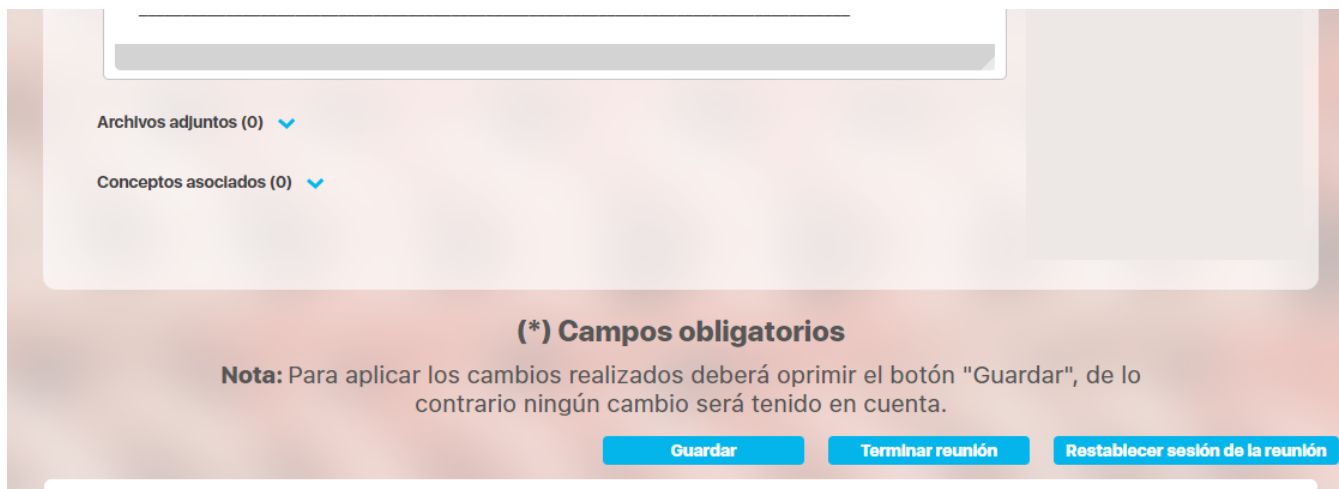 Archivos adjuntos (0)
Conceptos asociados (0)
(*) Campos obligatorios
Nota: Para aplicar los cambios realizados deberá oprimir el botón "Guardar", de lo
contrario ningún cambio será tenido en cuenta.
Guardar Terminar reunión Restablecer sesión de la reunión